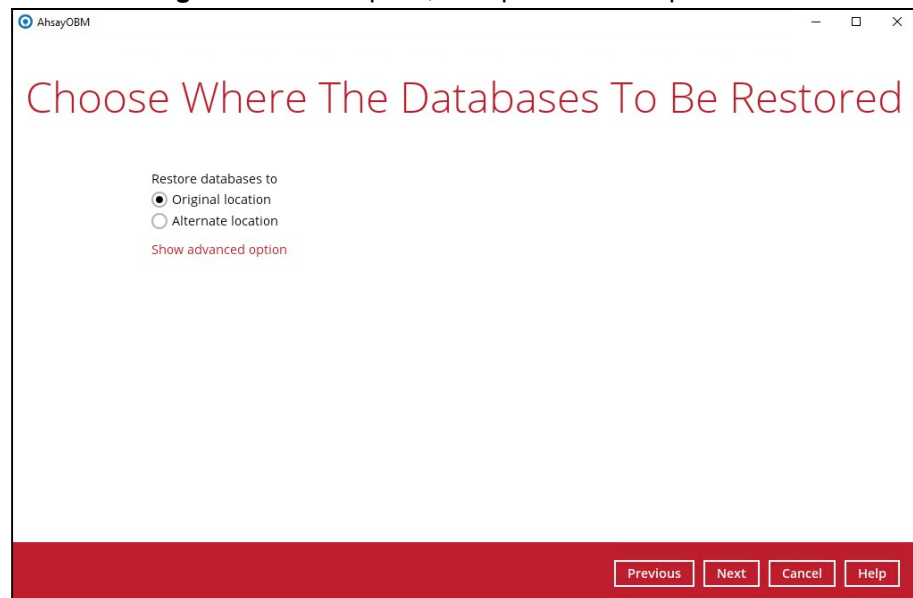 AhsayOBM
Choose Where The Databases To Be Restored
Restore databases to
Original location
Alternate location
Show advanced option
Previous Next Cancel Help